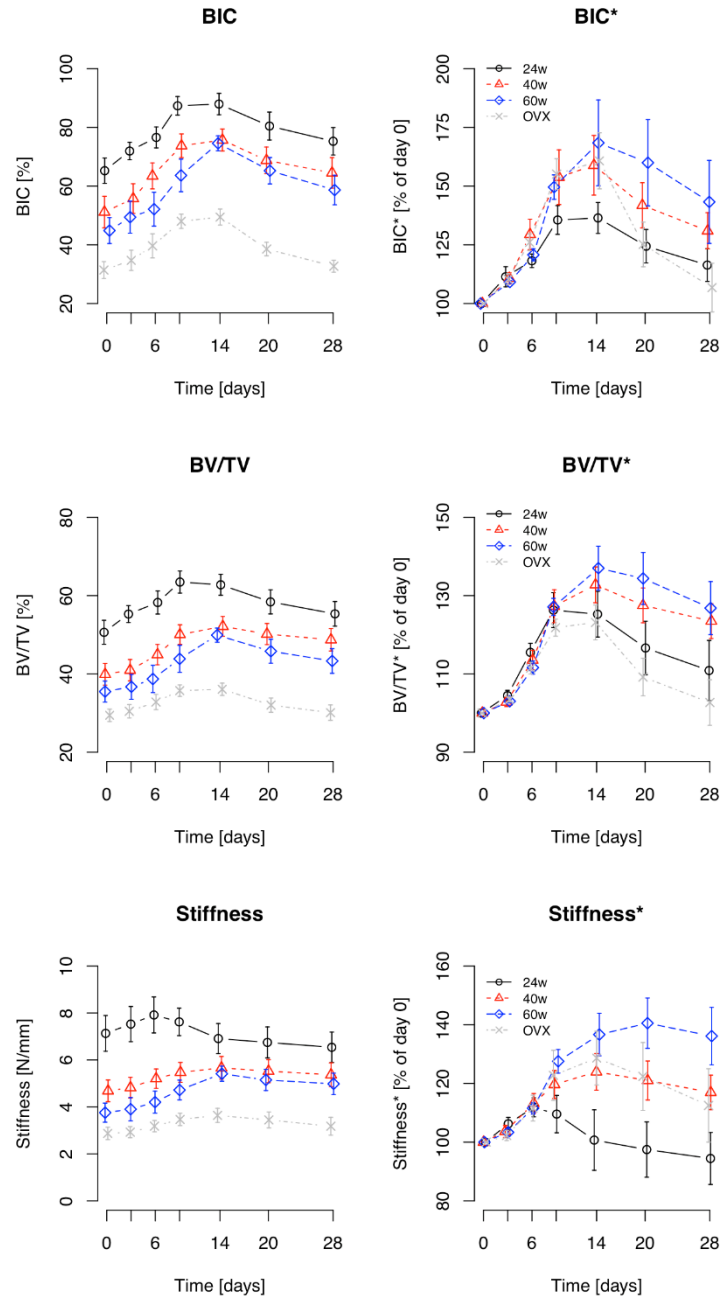 BIC
BIC [%]
100
80
60
40
20
0 6 14 20 28
Time [days]
BIC*
BIC* [% of day 0]
200
175
150
125
100
24w
40w
60w
OVX
0 6 14 20 28
Time [days]
BV/TV
BV/TV [%]
80
60
40
20
0 6 14 20 28
Time [days]
BV/TV*
BV/TV* [% of day 0]
150
130
110
90
24w
40w
60w
OVX
0 6 14 20 28
Time [days]
Stiffness
Stiffness [N/mm]
10
8
6
4
2
0
0 6 14 20 28
Time [days]
Stiffness*
Stiffness* [% of day 0]
160
140
120
100
80
24w
40w
60w
OVX
0 6 14 20 28
Time [days]